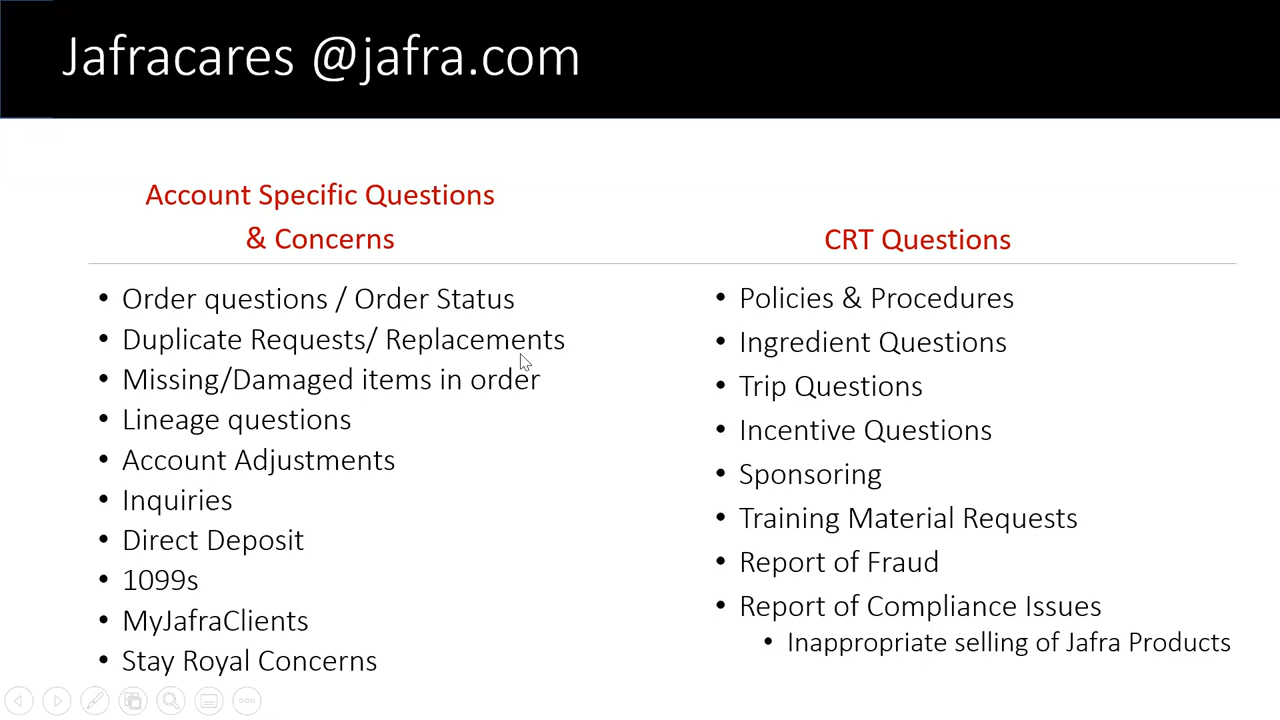 Jafracares @jafra.com
Account Specific Questions
& Concerns
• Order questions / Order Status
• Duplicate Requests/ Replacements
• Missing/Damaged items in order
• Lineage questions
• Account Adjustments
• Inquiries
• Direct Deposit
• 1099s
• MyJafraClients
• Stay Royal Concerns
CRT Questions
• Policies & Procedures
• Ingredient Questions
• Trip Questions
• Incentive Questions
• Sponsoring
• Training Material Requests
• Report of Fraud
• Report of Compliance Issues
• Inappropriate selling of Jafra Products